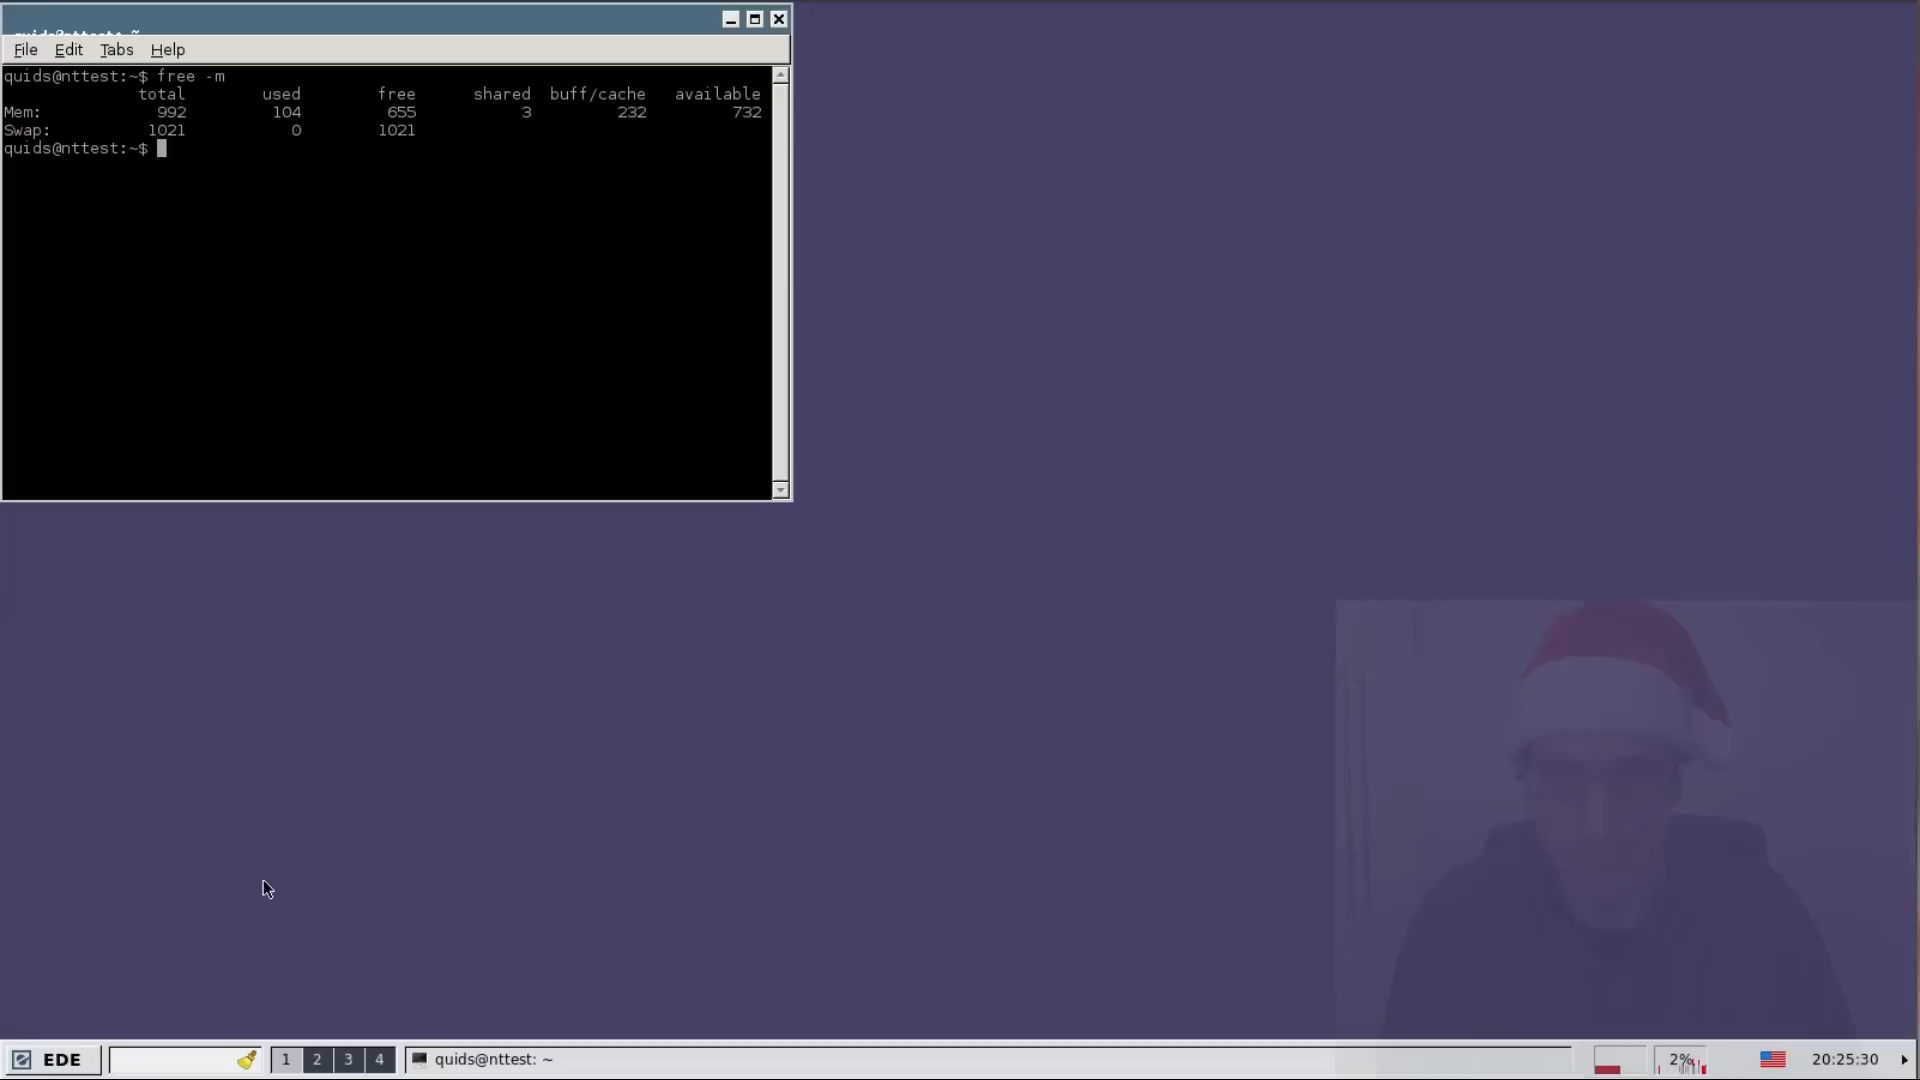 quids@nttest: ~
File Edit Tabs Help
quids@nttest:~$ free -m
total used free shared buff/cache available
Mem: 992 104 655 3 232 732
Swap: 1021 0 1021
quids@nttest:~$
EDE 1 2 3 4 quids@nttest: ~ 2% 20:25:30